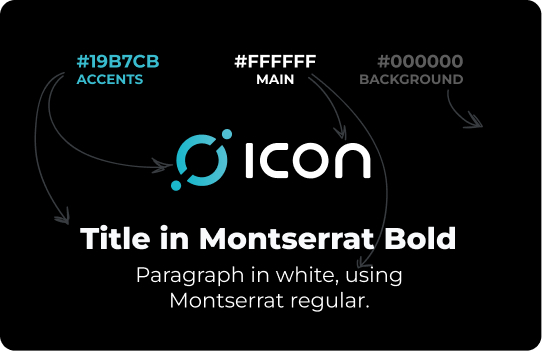 #19B7CB
ACCENTS
#FFFFFF
MAIN
#000000
BACKGROUND
ICON
Title in Montserrat Bold
Paragraph in white, using
Montserrat regular.